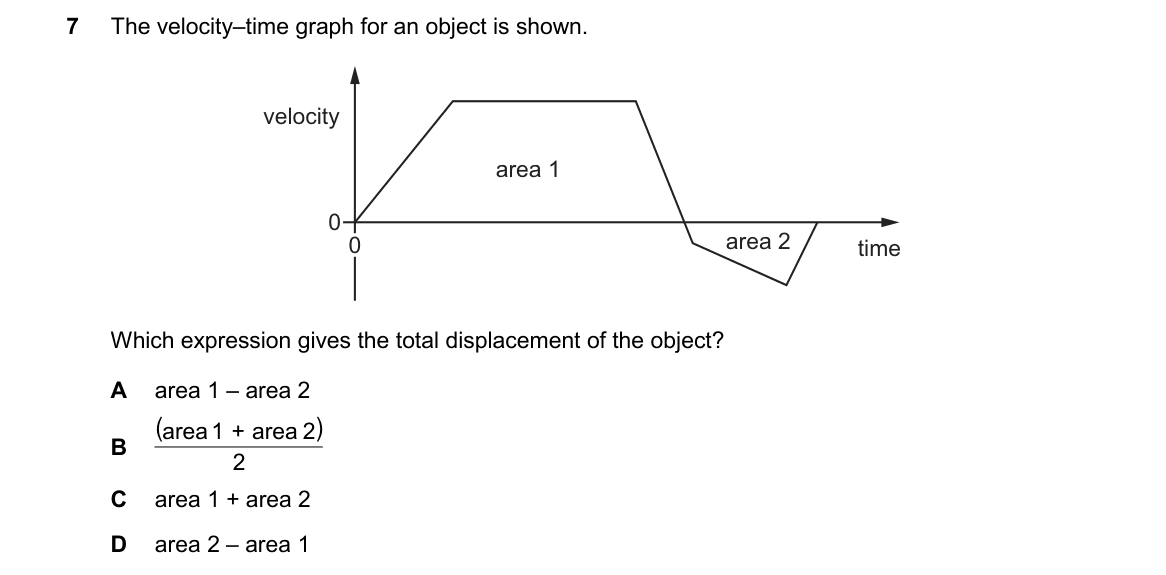 7 The velocity–time graph for an object is shown.
velocity
area 1
0
0
area 2
time
Which expression gives the total displacement of the object?
A area 1 – area 2
B (area 1 + area 2)
2
C area 1 + area 2
D area 2 – area 1